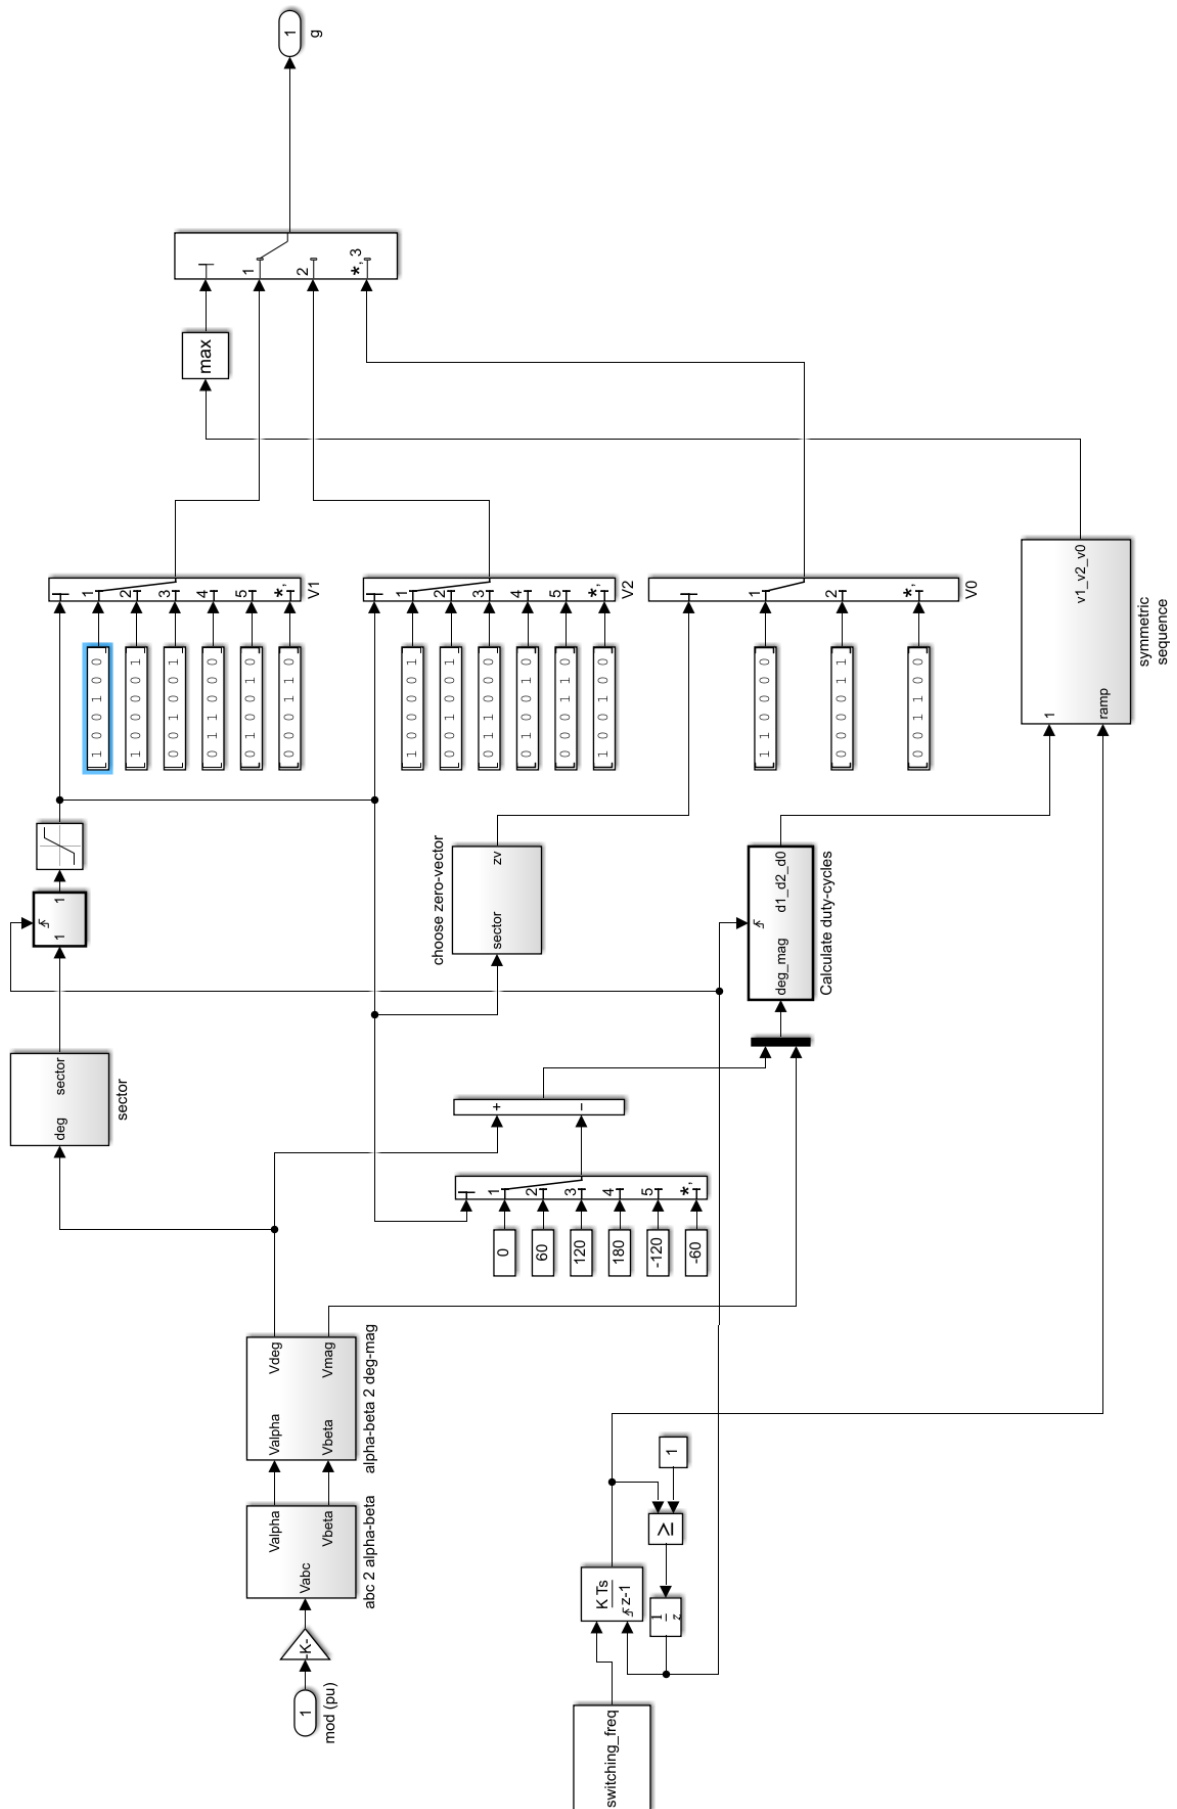 1
mod (pu)
-K-
Vabc
Valpha
Vbeta
abc 2 alpha-beta
Valpha
Vbeta
Vdeg
Vmag
alpha-beta 2 deg-mag
deg
sector
sector
1
1
[1 0 0 1 0 0]
[1 0 0 0 0 1]
[0 0 1 0 0 1]
[0 1 1 0 0 0]
[0 1 0 0 1 0]
[0 0 0 1 1 0]
1
2
3
4
5
*,
V1
max
1
2
*, 3
1
g
0
60
120
180
-120
-60
1
2
3
4
5
*,
+
−
choose zero-vector
sector
zv
[1 0 0 0 0 1]
[0 0 1 0 0 1]
[0 1 1 0 0 0]
[0 1 0 0 1 0]
[0 0 0 1 1 0]
[1 0 0 1 0 0]
1
2
3
4
5
*,
V2
switching_freq
K Ts
z-1
1
z
≥
1
deg_mag
d1_d2_d0
Calculate duty-cycles
[1 1 0 0 0 0]
[0 0 0 0 1 1]
[0 0 1 1 0 0]
1
2
*,
V0
1
ramp
v1_v2_v0
symmetric
sequence